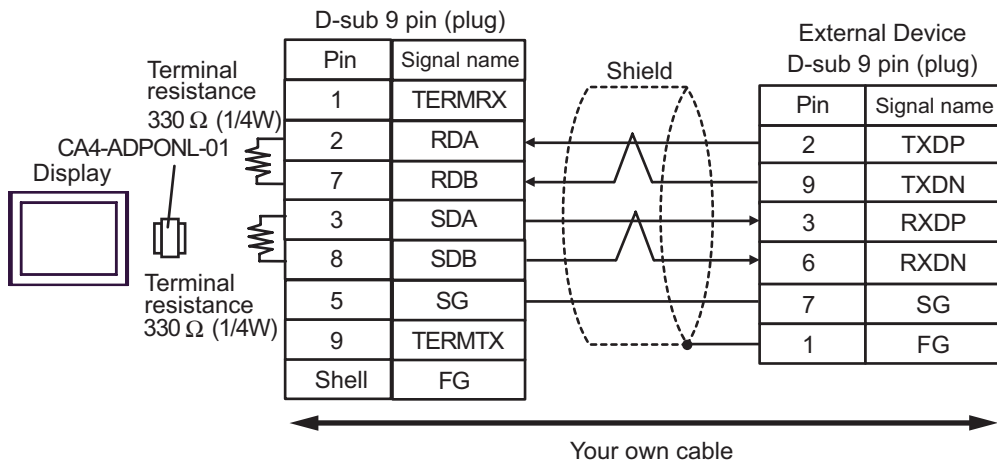 D-sub 9 pin (plug)
Pin Signal name
1 TERMRX
2 RDA
7 RDB
3 SDA
8 SDB
5 SG
9 TERMTX
Shell FG
Terminal
resistance
330 Ω (1/4W)
CA4-ADPONL-01
Display
Terminal
resistance
330 Ω (1/4W)
Shield
External Device
D-sub 9 pin (plug)
Pin Signal name
2 TXDP
9 TXDN
3 RXDP
6 RXDN
7 SG
1 FG
Your own cable